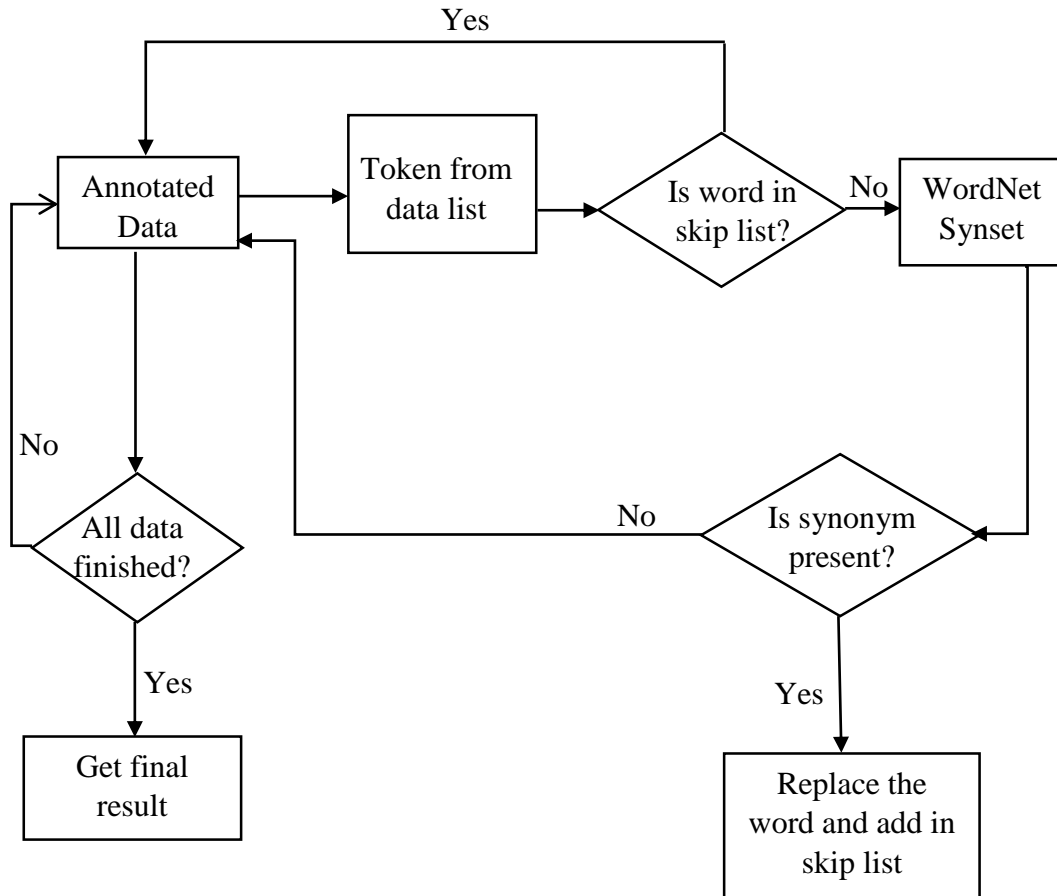 Yes
Annotated
Data
Token from
data list
Is word in
skip list?
No
WordNet
Synset
No
All data
finished?
No
Is synonym
present?
Yes
Yes
Get final
result
Replace the
word and add in
skip list